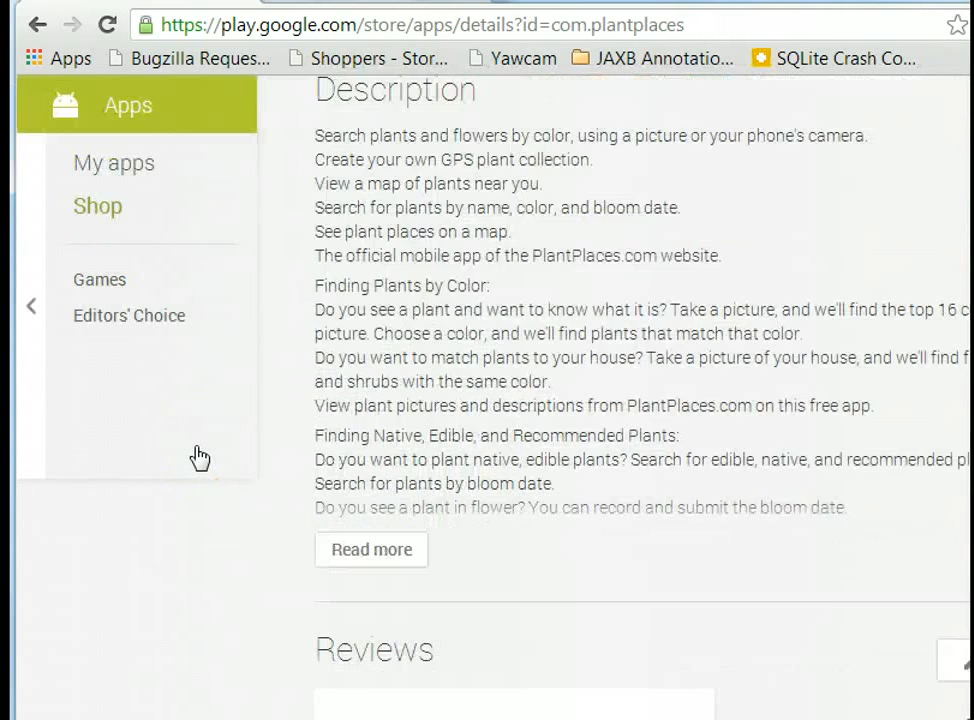 https://play.google.com/store/apps/details?id=com.plantplaces
Apps
Bugzilla Reques...
Shoppers - Stor...
Yawcam
JAXB Annotatio...
SQLite Crash Co...
Apps
My apps
Shop
Games
Editors' Choice
Description
Search plants and flowers by color, using a picture or your phone's camera.
Create your own GPS plant collection.
View a map of plants near you.
Search for plants by name, color, and bloom date.
See plant places on a map.
The official mobile app of the PlantPlaces.com website.
Finding Plants by Color:
Do you see a plant and want to know what it is? Take a picture, and we'll find the top 16 c
picture. Choose a color, and we'll find plants that match that color.
Do you want to match plants to your house? Take a picture of your house, and we'll find f
and shrubs with the same color.
View plant pictures and descriptions from PlantPlaces.com on this free app.
Finding Native, Edible, and Recommended Plants:
Do you want to plant native, edible plants? Search for edible, native, and recommended pl
Search for plants by bloom date.
Do you see a plant in flower? You can record and submit the bloom date.
Read more
Reviews